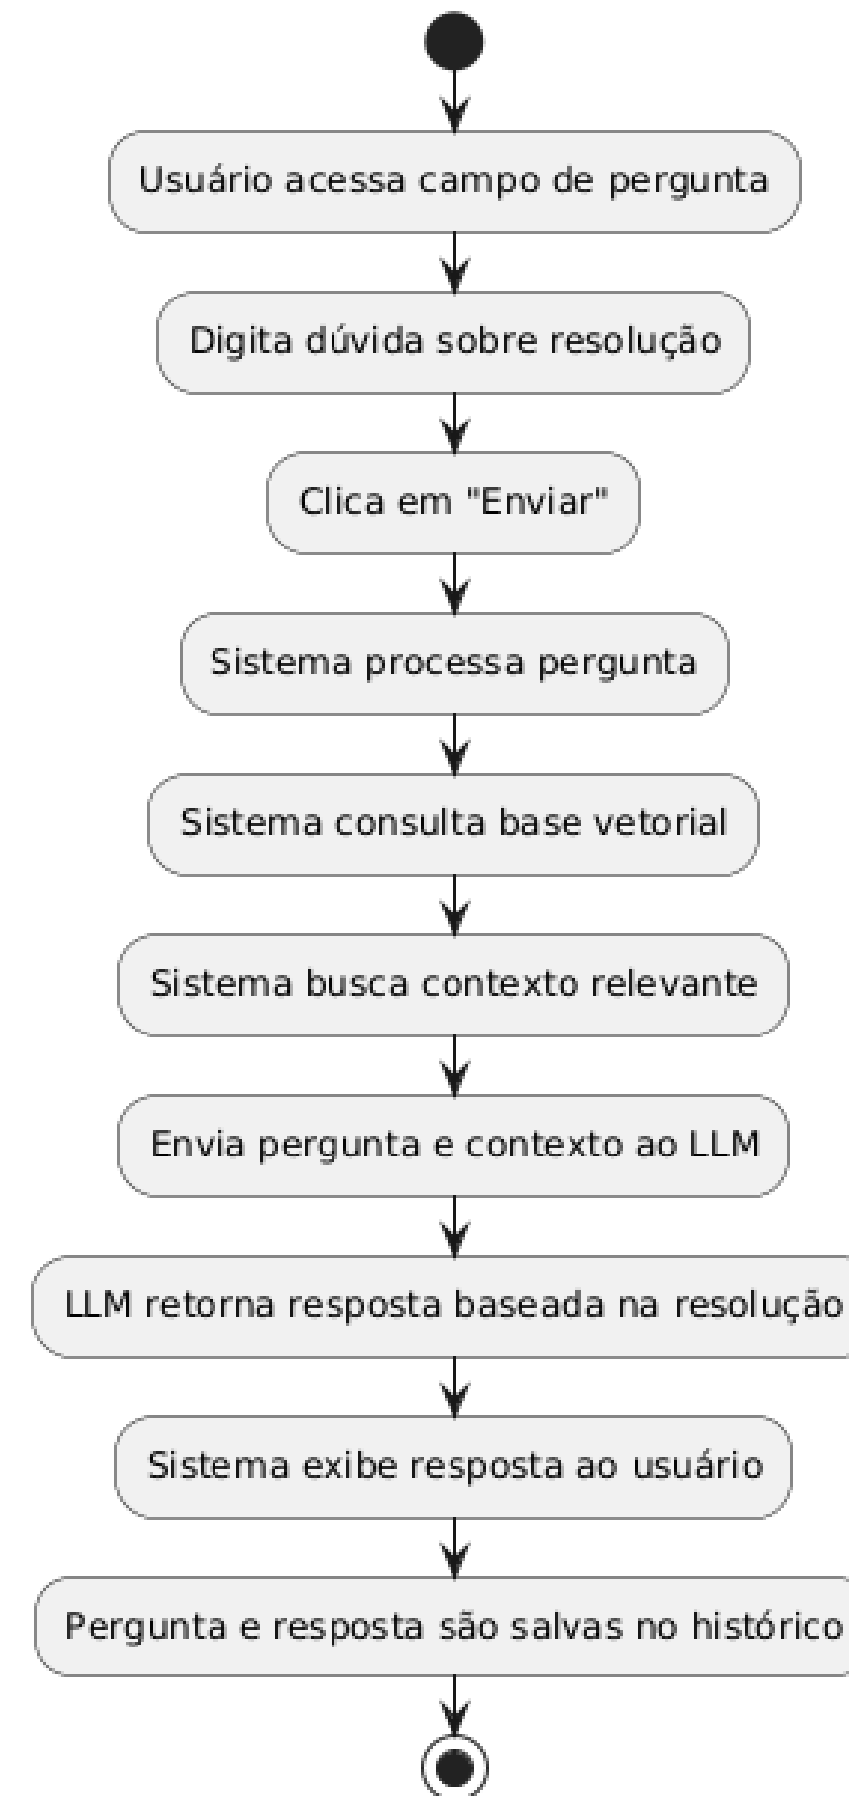 Usuário acessa campo de pergunta
Digita dúvida sobre resolução
Clica em "Enviar"
Sistema processa pergunta
Sistema consulta base vetorial
Sistema busca contexto relevante
Envia pergunta e contexto ao LLM
LLM retorna resposta baseada na resolução
Sistema exibe resposta ao usuário
Pergunta e resposta são salvas no histórico